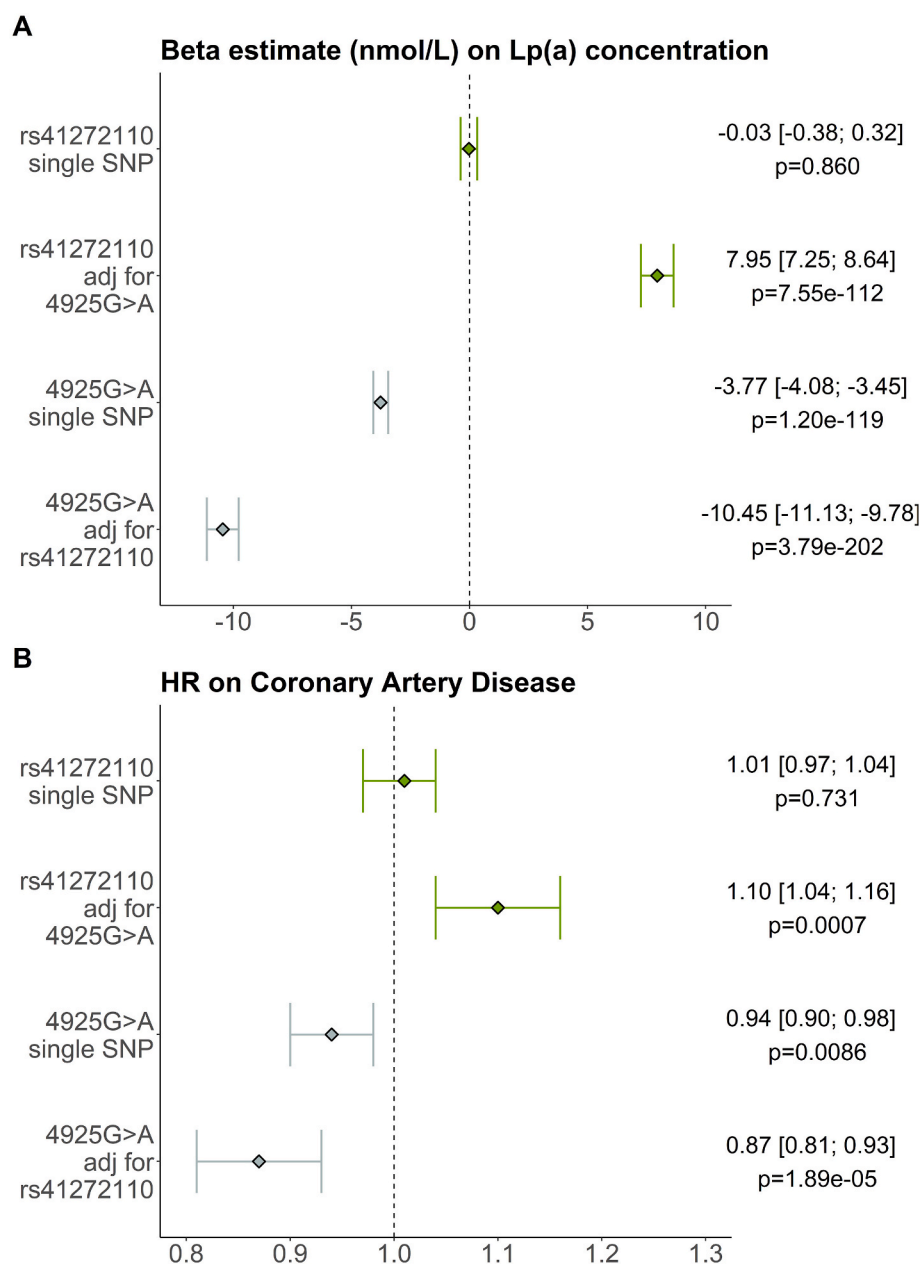 A
Beta estimate (nmol/L) on Lp(a) concentration
rs41272110
single SNP
-0.03 [-0.38; 0.32]
p=0.860
rs41272110
adj for
4925G>A
7.95 [7.25; 8.64]
p=7.55e-112
4925G>A
single SNP
-3.77 [-4.08; -3.45]
p=1.20e-119
4925G>A
adj for
rs41272110
-10.45 [-11.13; -9.78]
p=3.79e-202
-10 -5 0 5 10
B
HR on Coronary Artery Disease
rs41272110
single SNP
1.01 [0.97; 1.04]
p=0.731
rs41272110
adj for
4925G>A
1.10 [1.04; 1.16]
p=0.0007
4925G>A
single SNP
0.94 [0.90; 0.98]
p=0.0086
4925G>A
adj for
rs41272110
0.87 [0.81; 0.93]
p=1.89e-05
0.8 0.9 1.0 1.1 1.2 1.3